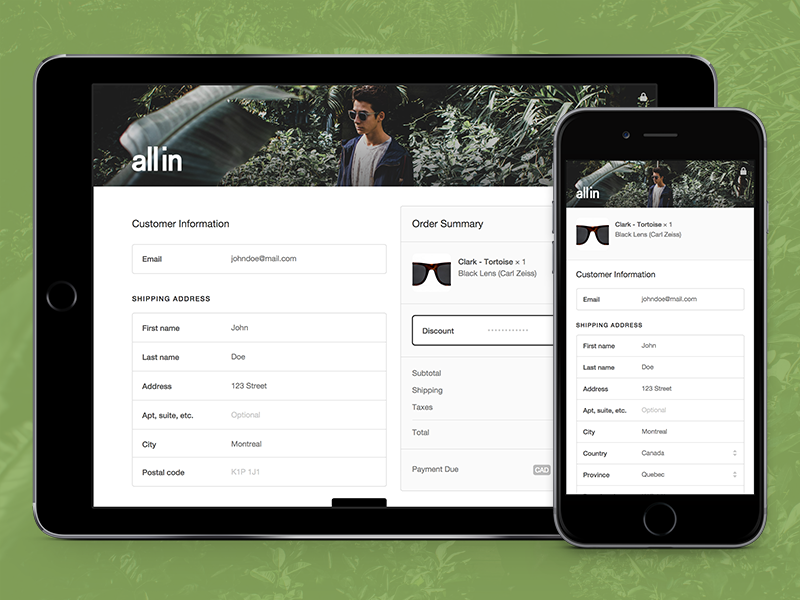 all in
Customer Information
Email johndoe@mail.com
SHIPPING ADDRESS
First name John
Last name Doe
Address 123 Street
Apt, suite, etc. Optional
City Montreal
Postal code K1P 1J1
Order Summary
Clark - Tortoise × 1
Black Lens (Carl Zeiss)
Discount
Subtotal
Shipping
Taxes
Total
Payment Due CAD
all in
Clark - Tortoise × 1
Black Lens (Carl Zeiss)
Customer Information
Email johndoe@mail.com
SHIPPING ADDRESS
First name John
Last name Doe
Address 123 Street
Apt, suite, etc. Optional
City Montreal
Country Canada
Province Quebec